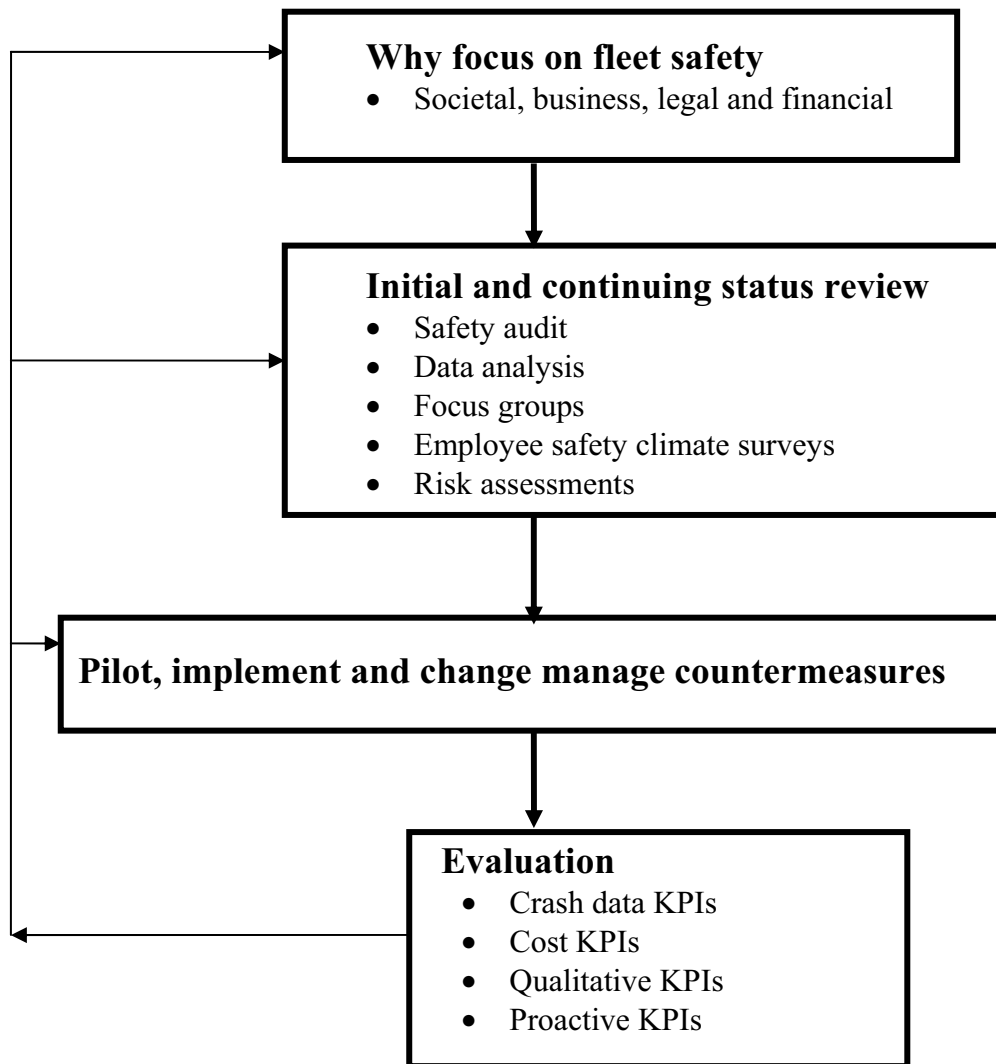 Why focus on fleet safety
• Societal, business, legal and financial
Initial and continuing status review
• Safety audit
• Data analysis
• Focus groups
• Employee safety climate surveys
• Risk assessments
Pilot, implement and change manage countermeasures
Evaluation
• Crash data KPIs
• Cost KPIs
• Qualitative KPIs
• Proactive KPIs